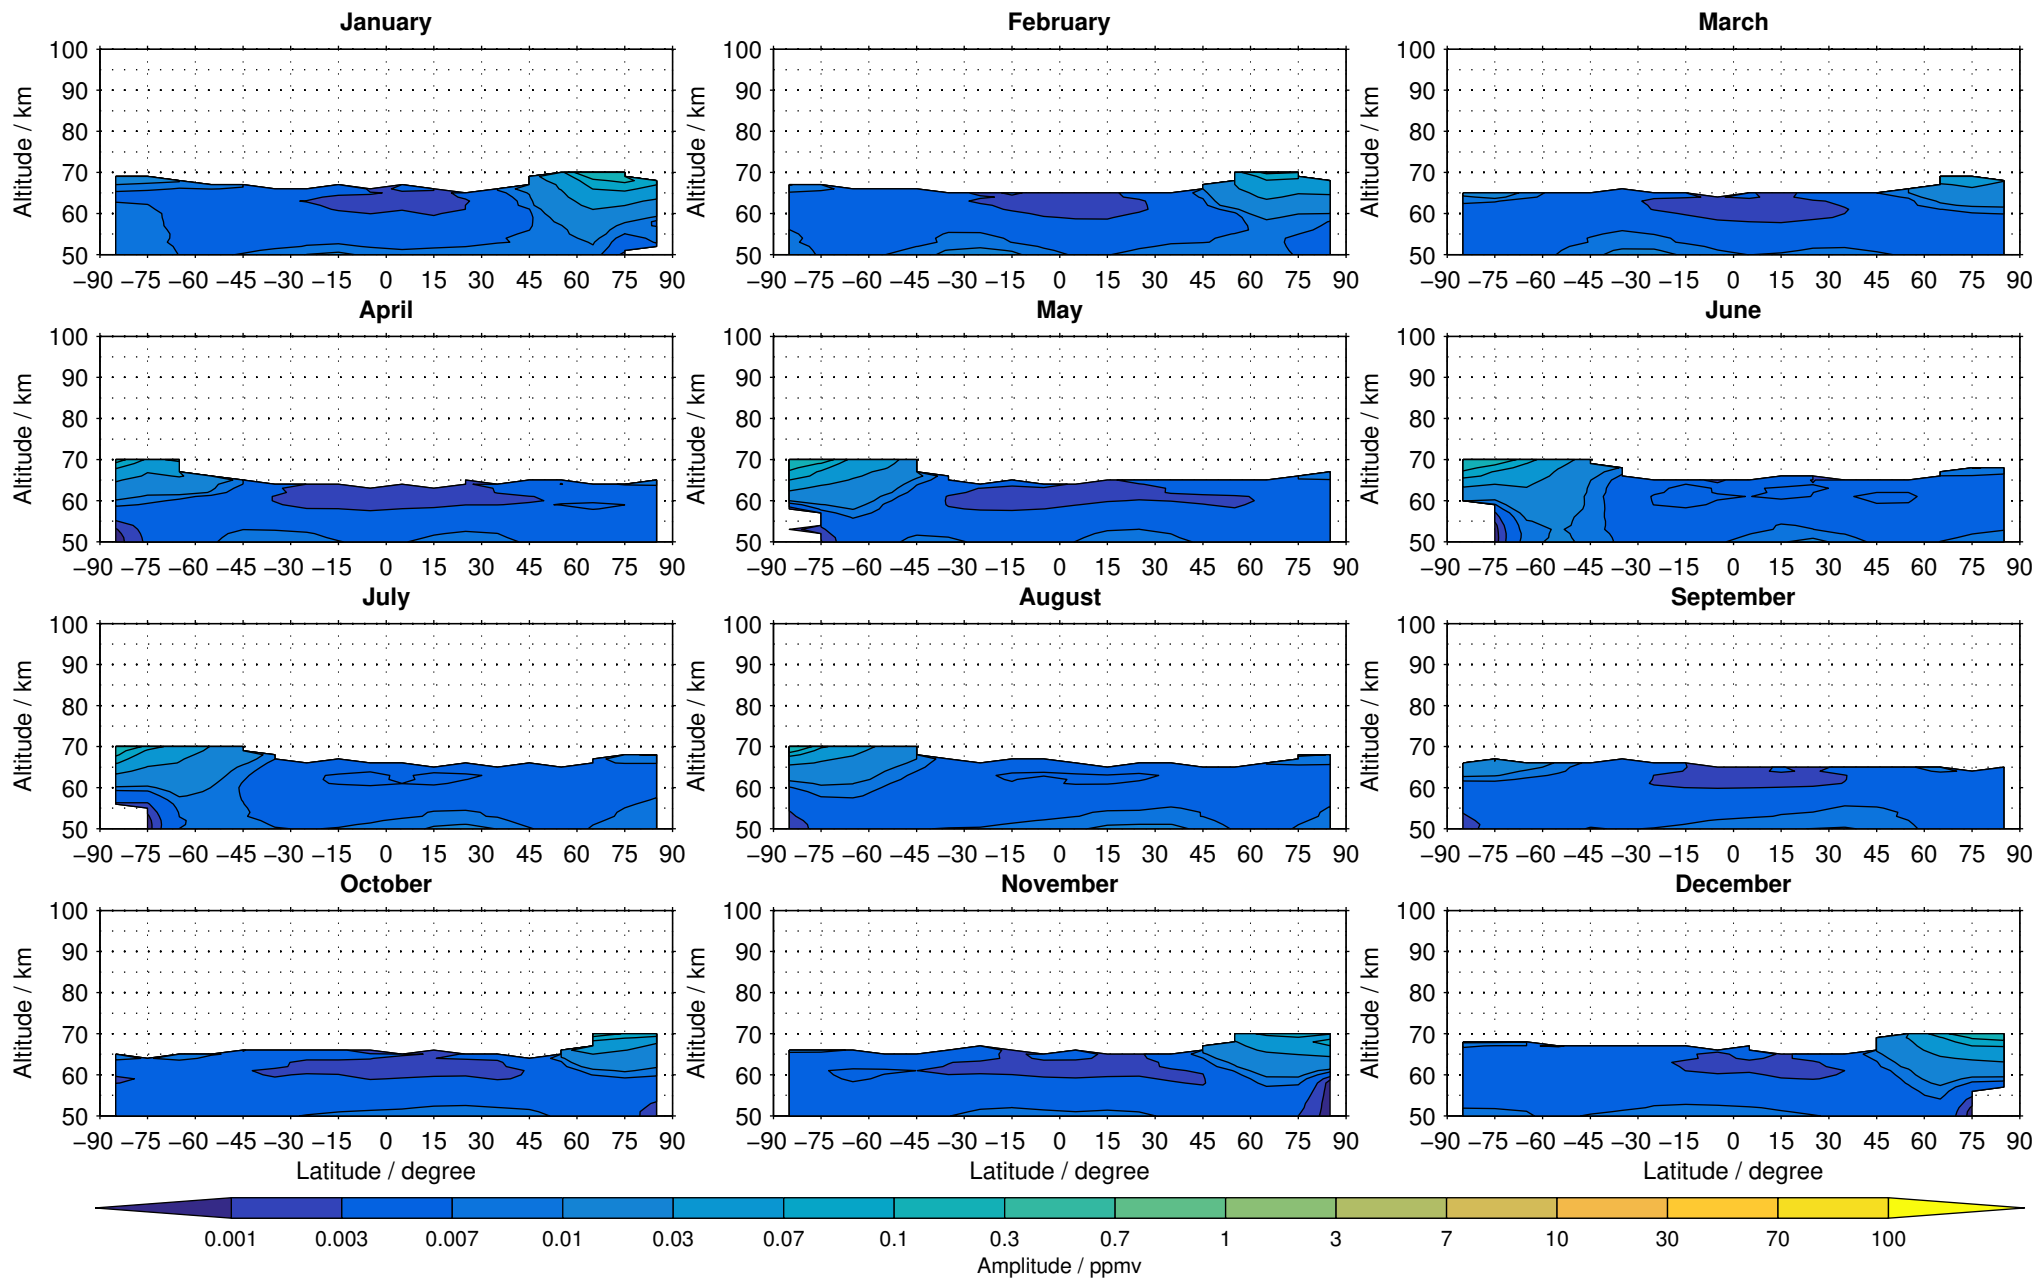 January February March
100 100 100
90 90 90
80 80 80
70 70 70
60 60 60
50 50 50
Altitude / km Altitude / km Altitude / km
−90 −75 −60 −45 −30 −15 0 15 30 45 60 75 90 −90 −75 −60 −45 −30 −15 0 15 30 45 60 75 90 −90 −75 −60 −45 −30 −15 0 15 30 45 60 75 90
April May June
100 100 100
90 90 90
80 80 80
70 70 70
60 60 60
50 50 50
Altitude / km Altitude / km Altitude / km
−90 −75 −60 −45 −30 −15 0 15 30 45 60 75 90 −90 −75 −60 −45 −30 −15 0 15 30 45 60 75 90 −90 −75 −60 −45 −30 −15 0 15 30 45 60 75 90
July August September
100 100 100
90 90 90
80 80 80
70 70 70
60 60 60
50 50 50
Altitude / km Altitude / km Altitude / km
−90 −75 −60 −45 −30 −15 0 15 30 45 60 75 90 −90 −75 −60 −45 −30 −15 0 15 30 45 60 75 90 −90 −75 −60 −45 −30 −15 0 15 30 45 60 75 90
October November December
100 100 100
90 90 90
80 80 80
70 70 70
60 60 60
50 50 50
Altitude / km Altitude / km Altitude / km
−90 −75 −60 −45 −30 −15 0 15 30 45 60 75 90 −90 −75 −60 −45 −30 −15 0 15 30 45 60 75 90 −90 −75 −60 −45 −30 −15 0 15 30 45 60 75 90
Latitude / degree Latitude / degree Latitude / degree
0.001 0.003 0.007 0.01 0.03 0.07 0.1 0.3 0.7 1 3 7 10 30 70 100
Amplitude / ppmv